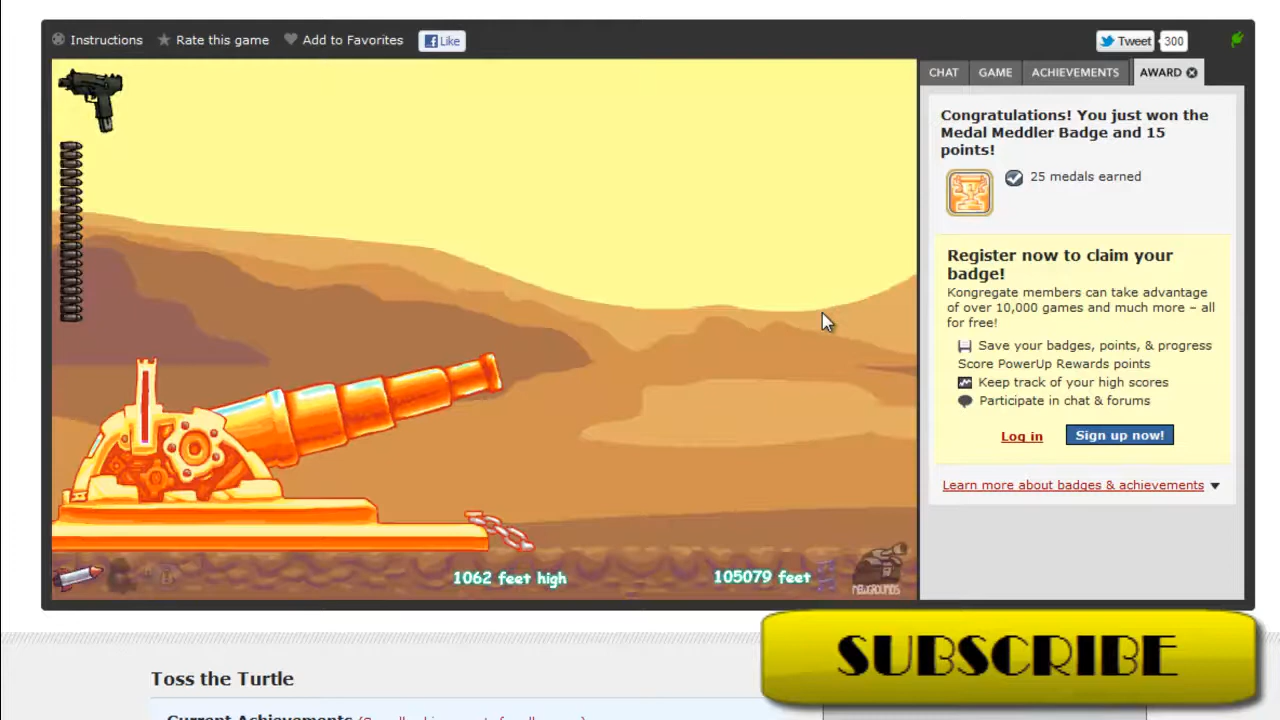 Instructions Rate this game Add to Favorites Like Tweet 300
CHAT GAME ACHIEVEMENTS AWARD
Congratulations! You just won the
Medal Meddler Badge and 15
points!
25 medals earned
Register now to claim your
badge!
Kongregate members can take advantage
of over 10,000 games and much more – all
for free!
Save your badges, points, & progress
Score PowerUp Rewards points
Keep track of your high scores
Participate in chat & forums
Log in Sign up now!
Learn more about badges & achievements
1062 feet high 105079 feet
NEWGROUNDS
SUBSCRIBE
Toss the Turtle
Current Achievements